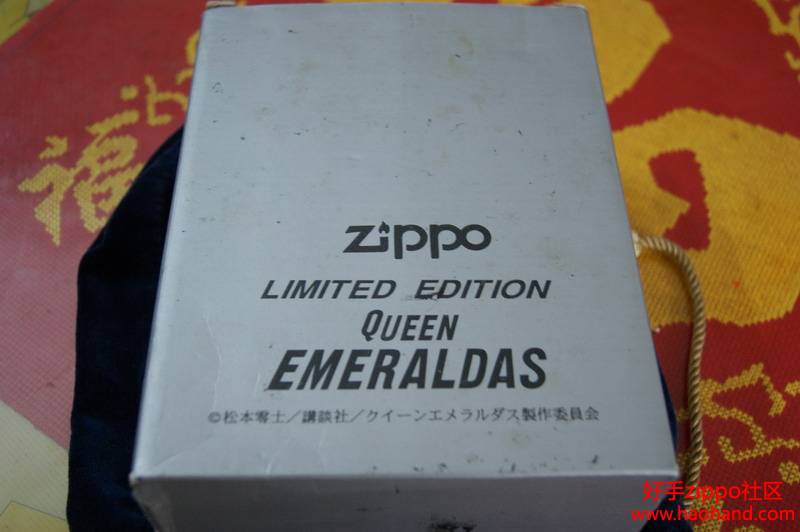 福
zippo
LIMITED EDITION
QUEEN
EMERALDAS
©松本零士／講談社／クイーンエメラルダス製作委員会
好手zippo社区
www.haohand.com